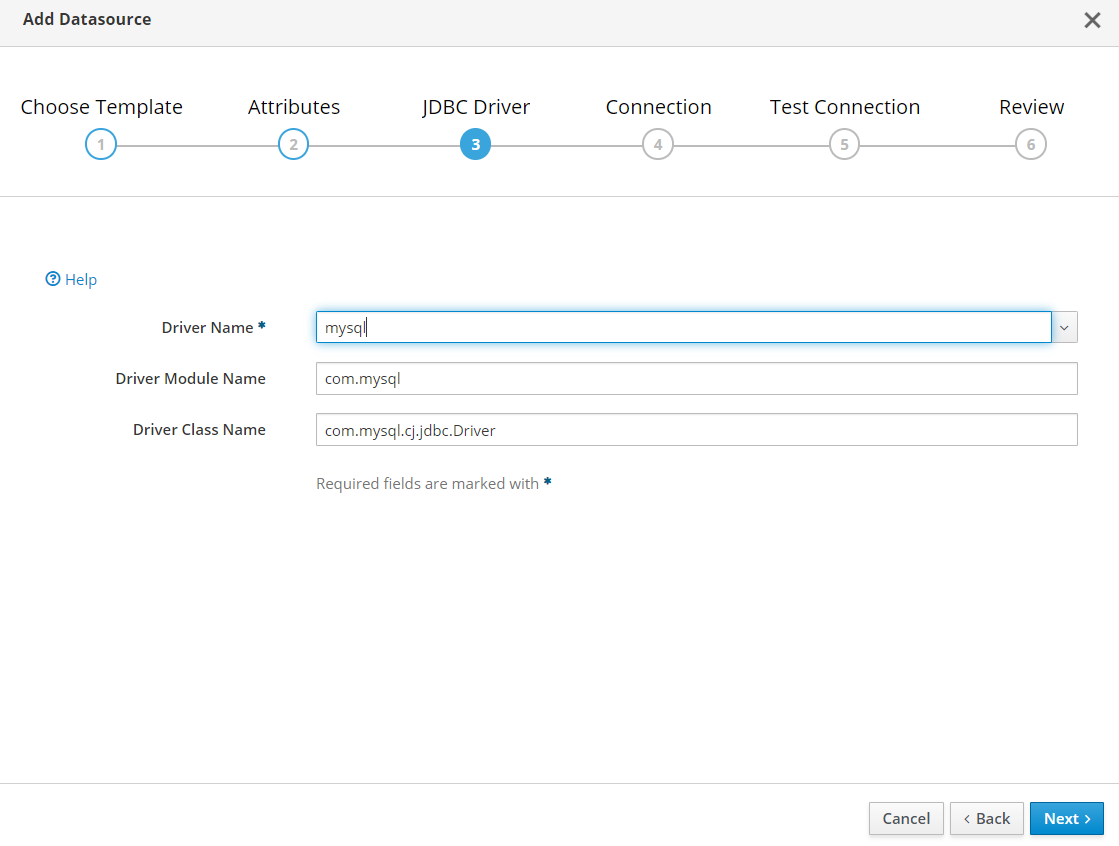 Add Datasource
Choose Template Attributes JDBC Driver Connection Test Connection Review
1 2 3 4 5 6
Help
Driver Name * mysql
Driver Module Name com.mysql
Driver Class Name com.mysql.cj.jdbc.Driver
Required fields are marked with *
Cancel < Back Next >